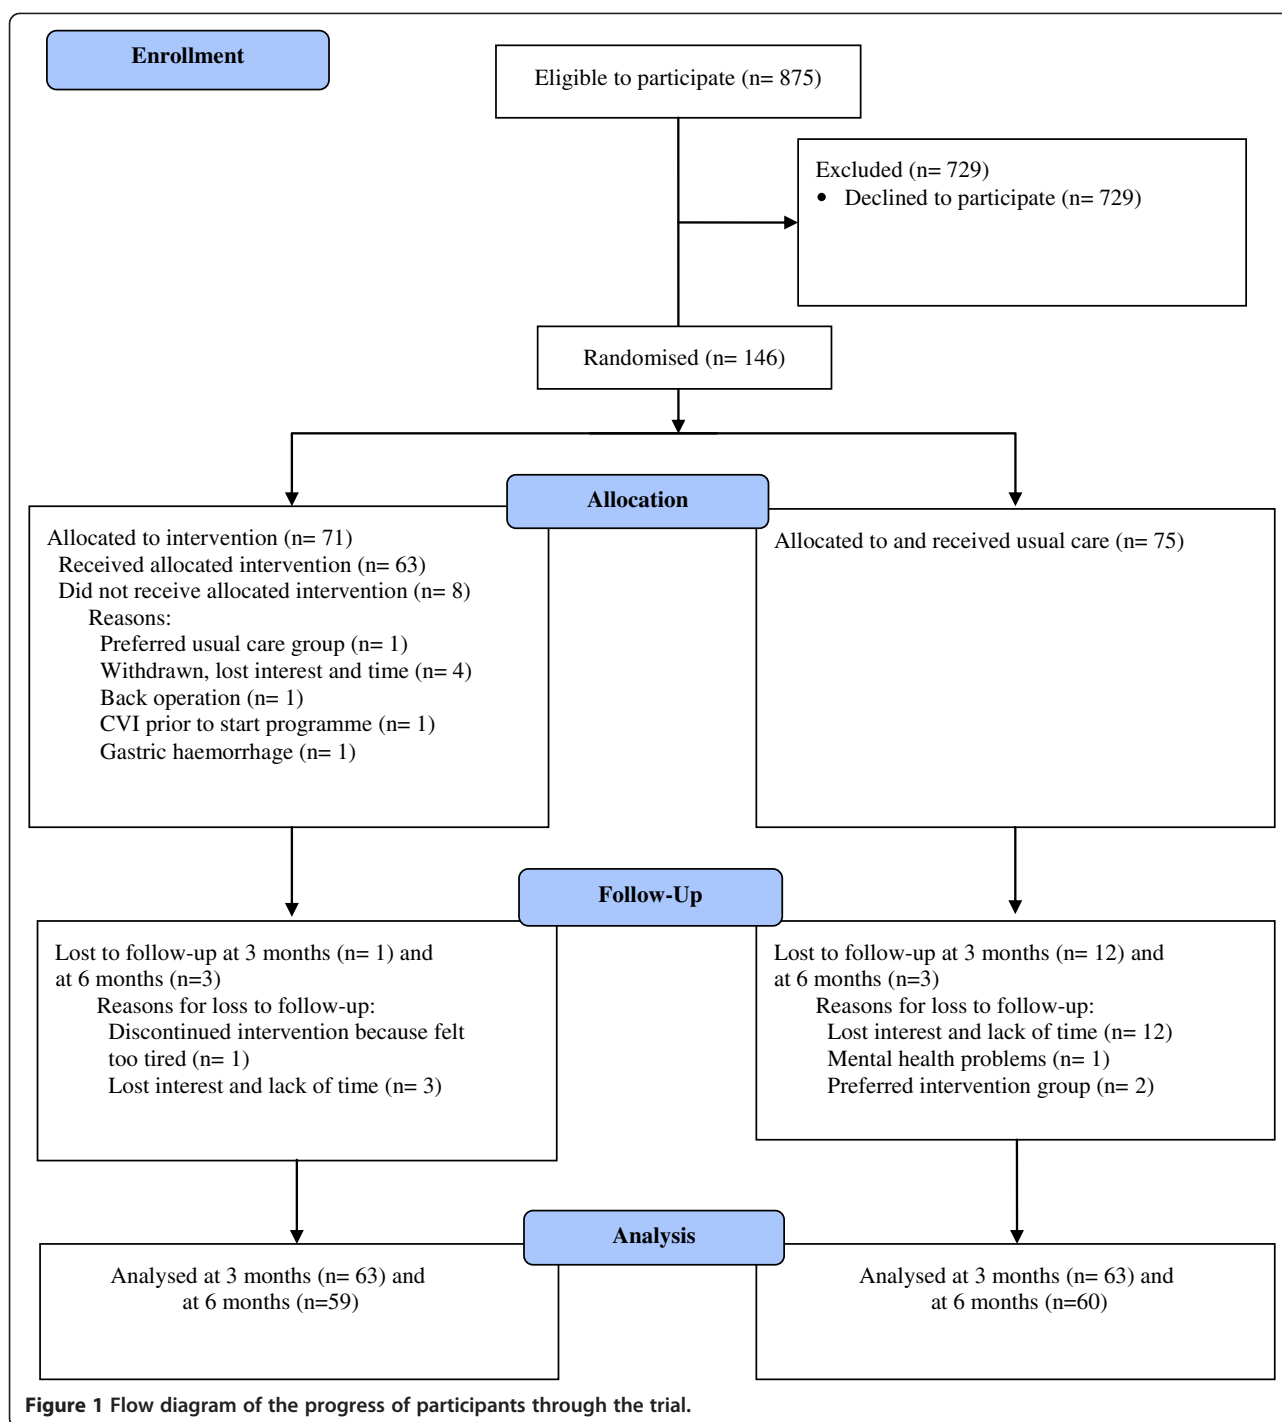 Enrollment
Eligible to participate (n= 875)
Excluded (n= 729)
• Declined to participate (n= 729)
Randomised (n= 146)
Allocation
Allocated to intervention (n= 71)
Received allocated intervention (n= 63)
Did not receive allocated intervention (n= 8)
Reasons:
Preferred usual care group (n= 1)
Withdrawn, lost interest and time (n= 4)
Back operation (n= 1)
CVI prior to start programme (n= 1)
Gastric haemorrhage (n= 1)
Allocated to and received usual care (n= 75)
Follow-Up
Lost to follow-up at 3 months (n= 1) and
at 6 months (n=3)
Reasons for loss to follow-up:
Discontinued intervention because felt
too tired (n= 1)
Lost interest and lack of time (n= 3)
Lost to follow-up at 3 months (n= 12) and
at 6 months (n=3)
Reasons for loss to follow-up:
Lost interest and lack of time (n= 12)
Mental health problems (n= 1)
Preferred intervention group (n= 2)
Analysis
Analysed at 3 months (n= 63) and
at 6 months (n=59)
Analysed at 3 months (n= 63) and
at 6 months (n=60)
Figure 1 Flow diagram of the progress of participants through the trial.